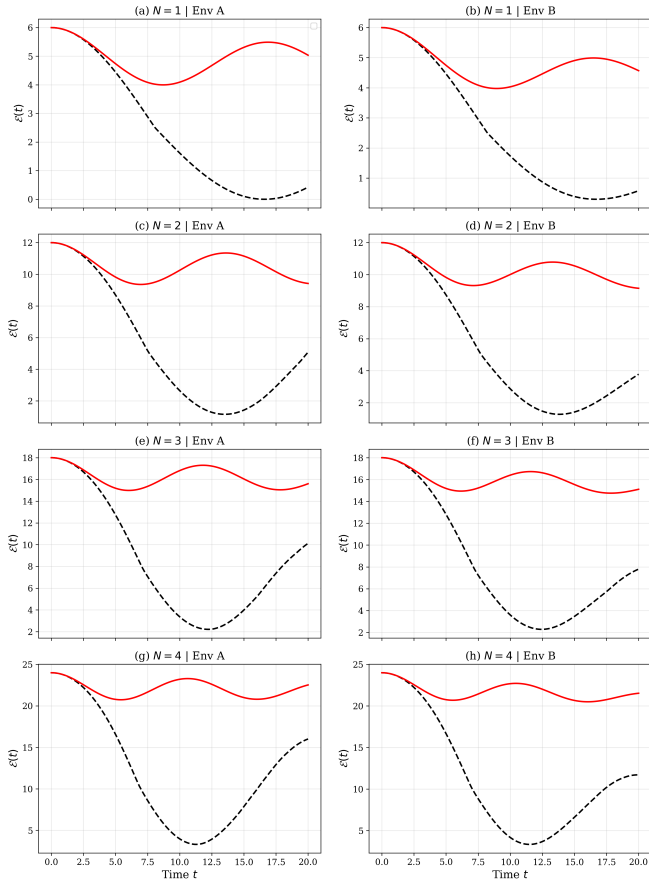 (a) N = 1 | Env A
(b) N = 1 | Env B
6
5
4
3
2
1
0
ℰ(t)
6
5
4
3
2
1
ℰ(t)
(c) N = 2 | Env A
(d) N = 2 | Env B
12
10
8
6
4
2
ℰ(t)
12
10
8
6
4
2
ℰ(t)
(e) N = 3 | Env A
(f) N = 3 | Env B
18
16
14
12
10
8
6
4
2
ℰ(t)
18
16
14
12
10
8
6
4
2
ℰ(t)
(g) N = 4 | Env A
(h) N = 4 | Env B
25
20
15
10
5
ℰ(t)
25
20
15
10
5
ℰ(t)
0.0 2.5 5.0 7.5 10.0 12.5 15.0 17.5 20.0
0.0 2.5 5.0 7.5 10.0 12.5 15.0 17.5 20.0
Time t
Time t